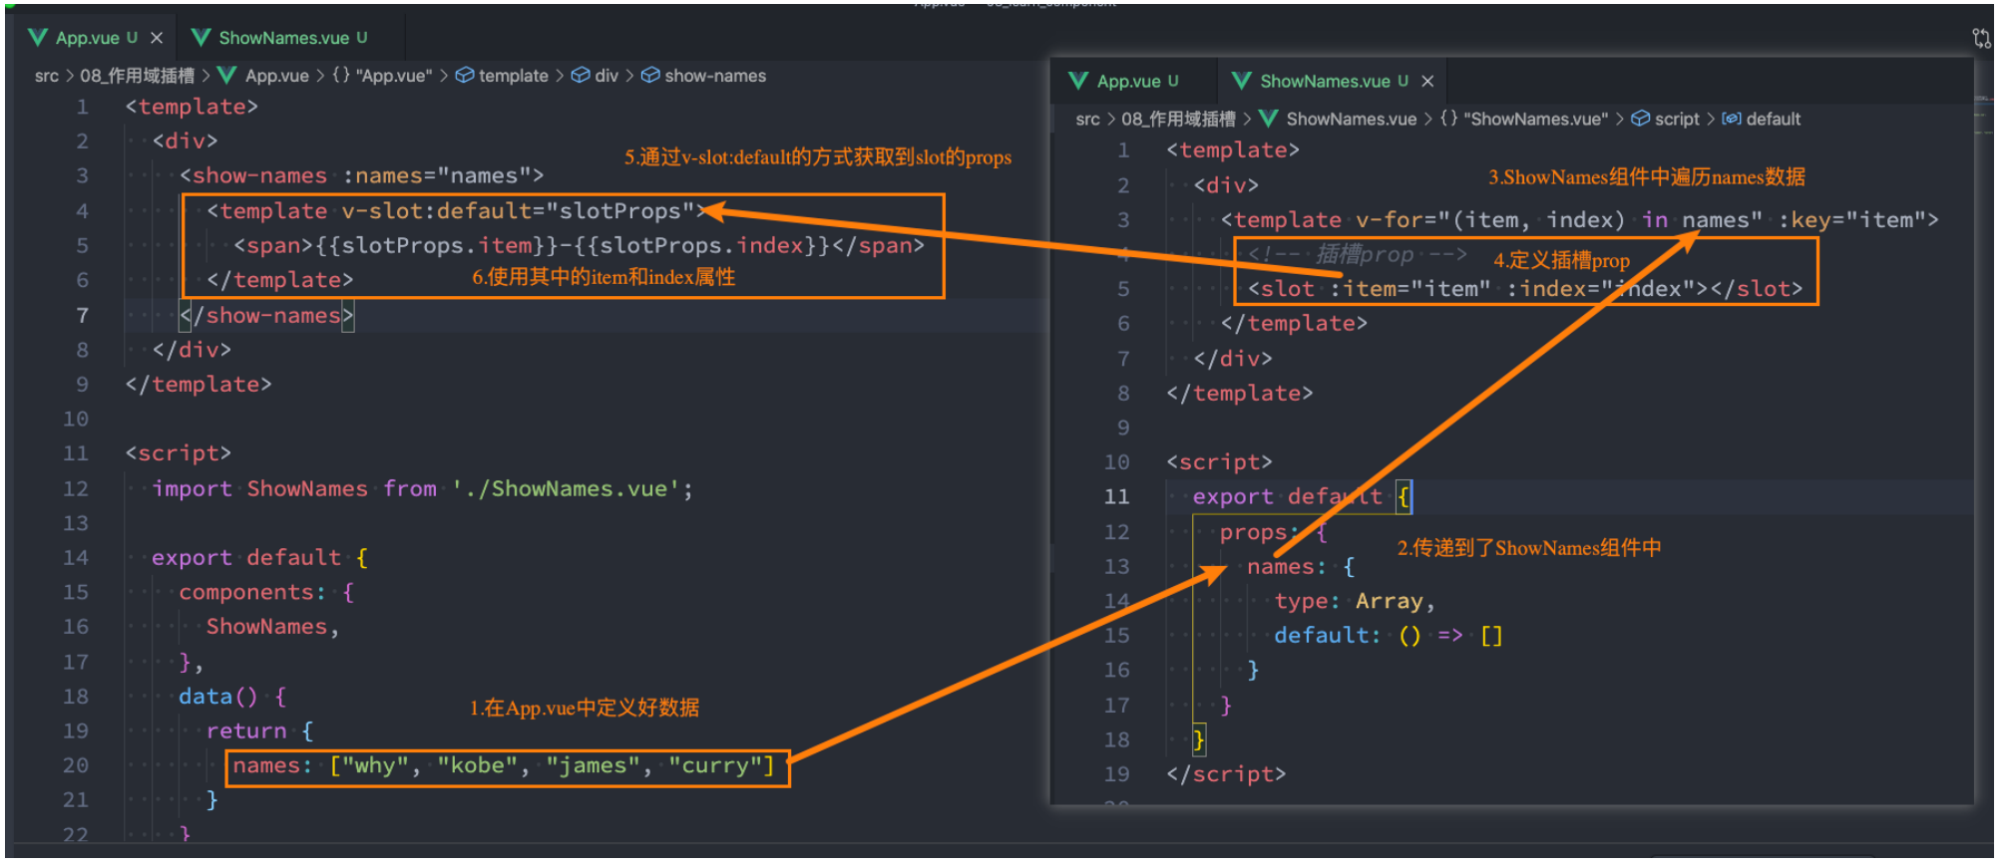 App.vue U ×
ShowNames.vue U
src > 08_作用域插槽 > App.vue > {} "App.vue" > template > div > show-names
1 <template>
2 <div>
3 <show-names :names="names">
5.通过v-slot:default的方式获取到slot的props
4 <template v-slot:default="slotProps">
5 <span>{{slotProps.item}}-{{slotProps.index}}</span>
6 </template>
6.使用其中的item和index属性
7 </show-names>
8 </div>
9 </template>
10
11 <script>
12 import ShowNames from './ShowNames.vue';
13
14 export default {
15 components: {
16 ShowNames,
17 },
18 data() {
1.在App.vue中定义好数据
19 return {
20 names: ["why", "kobe", "james", "curry"]
21 }
22 }
App.vue U
ShowNames.vue U ×
src > 08_作用域插槽 > ShowNames.vue > {} "ShowNames.vue" > script > default
1 <template>
2 <div>
3.ShowNames组件中遍历names数据
3 <template v-for="(item, index) in names" :key="item">
4 <!-- 插槽prop -->
4.定义插槽prop
5 <slot :item="item" :index="index"></slot>
6 </template>
7 </div>
8 </template>
9
10 <script>
11 export default {
12 props: {
2.传递到了ShowNames组件中
13 names: {
14 type: Array,
15 default: () => []
16 }
17 }
18 }
19 </script>